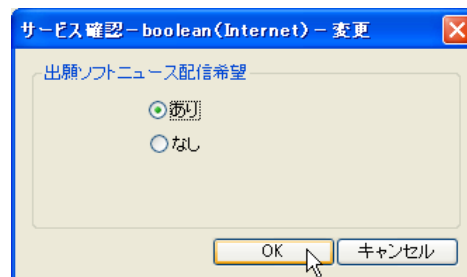 サービス確認－boolean(Internet)－変更
出願ソフトニュース配信希望
あり
なし
OK
キャンセル